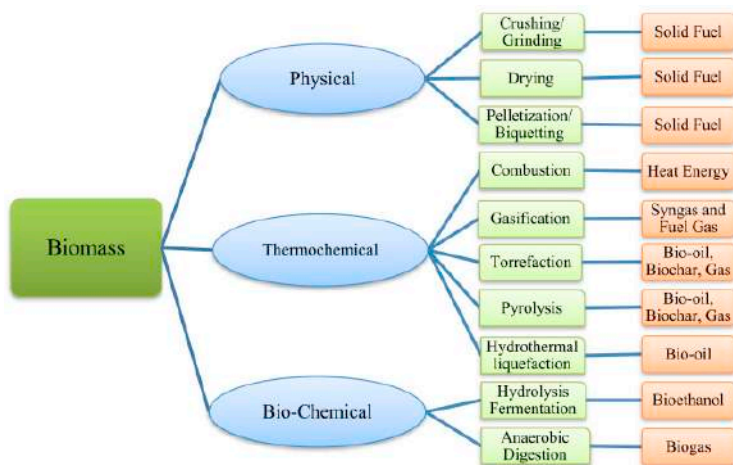 Biomass
Physical
Crushing/
Grinding
Solid Fuel
Drying
Solid Fuel
Pelletization/
Biquetting
Solid Fuel
Thermochemical
Combustion
Heat Energy
Gasification
Syngas and
Fuel Gas
Torrefaction
Bio-oil,
Biochar, Gas
Pyrolysis
Bio-oil,
Biochar, Gas
Hydrothermal
liquefaction
Bio-oil
Bio-Chemical
Hydrolysis
Fermentation
Bioethanol
Anaerobic
Digestion
Biogas